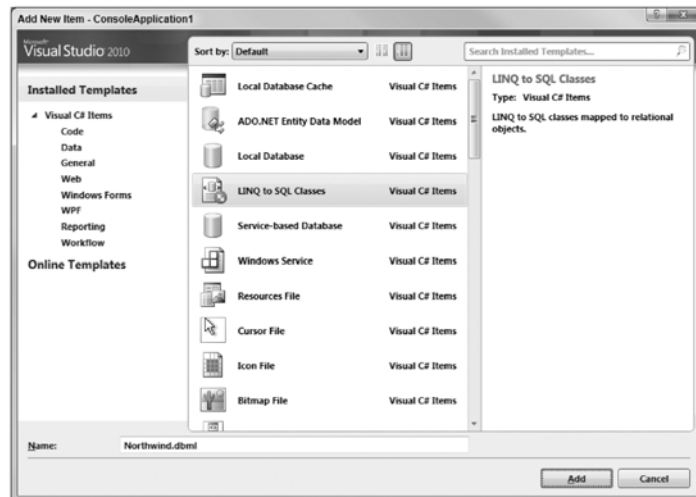 Add New Item - ConsoleApplication1
Microsoft
Visual Studio 2010
Sort by: Default
Search Installed Templates...
Installed Templates
Visual C# Items
Code
Data
General
Web
Windows Forms
WPF
Reporting
Workflow
Online Templates
Local Database Cache Visual C# Items
ADO.NET Entity Data Model Visual C# Items
Local Database Visual C# Items
LINQ to SQL Classes Visual C# Items
Service-based Database Visual C# Items
Windows Service Visual C# Items
Resources File Visual C# Items
Cursor File Visual C# Items
Icon File Visual C# Items
Bitmap File Visual C# Items
LINQ to SQL Classes
Type: Visual C# Items
LINQ to SQL classes mapped to relational
objects.
Name: Northwind.dbml
Add Cancel